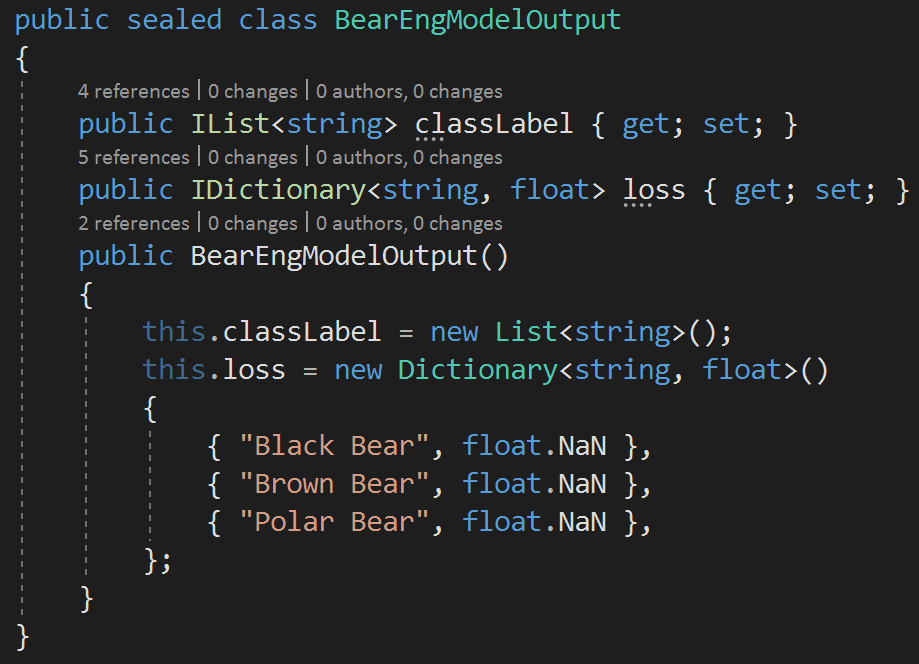 public sealed class BearEngModelOutput
{
4 references | 0 changes | 0 authors, 0 changes
public IList<string> classLabel { get; set; }
5 references | 0 changes | 0 authors, 0 changes
public IDictionary<string, float> loss { get; set; }
2 references | 0 changes | 0 authors, 0 changes
public BearEngModelOutput()
{
this.classLabel = new List<string>();
this.loss = new Dictionary<string, float>()
{
{ "Black Bear", float.NaN },
{ "Brown Bear", float.NaN },
{ "Polar Bear", float.NaN },
};
}
}